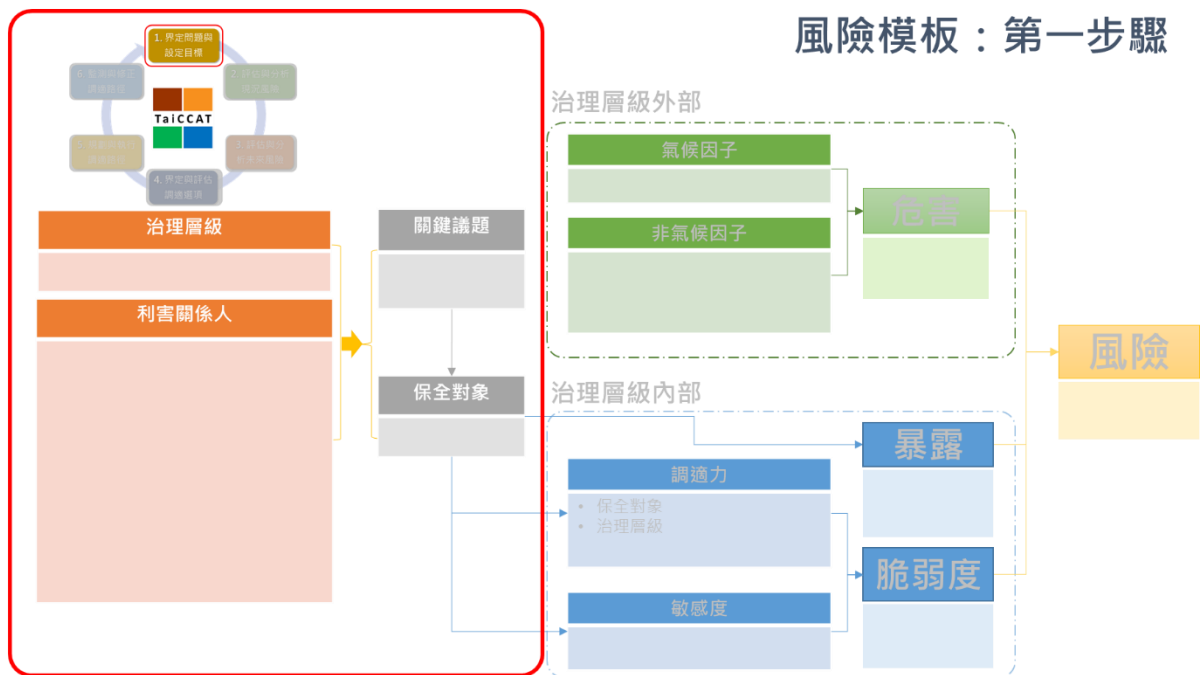 風險模板：第一步驟
1. 界定問題與
設定目標
TaiCCAT
4. 界定與評估
調適選項
治理層級
利害關係人
關鍵議題
保全對象
治理層級外部
氣候因子
非氣候因子
危害
風險
治理層級內部
暴露
調適力
• 保全對象
• 治理層級
脆弱度
敏感度